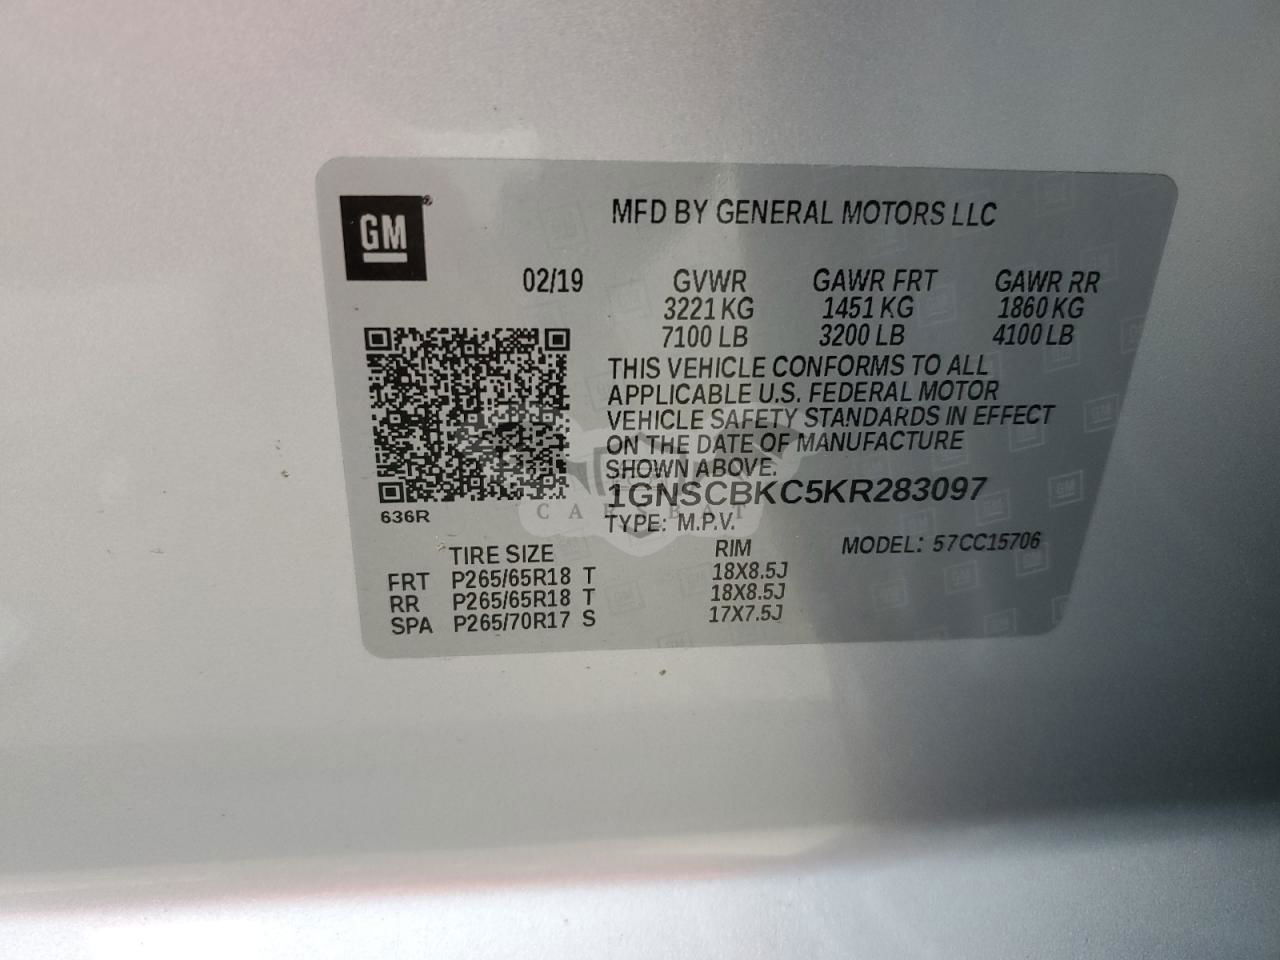 GM®
MFD BY GENERAL MOTORS LLC
02/19 GVWR GAWR FRT GAWR RR
3221 KG 1451 KG 1860 KG
7100 LB 3200 LB 4100 LB
THIS VEHICLE CONFORMS TO ALL
APPLICABLE U.S. FEDERAL MOTOR
VEHICLE SAFETY STANDARDS IN EFFECT
ON THE DATE OF MANUFACTURE
SHOWN ABOVE.
1GNSCBKC5KR283097
636R
TYPE: M.P.V.
MODEL: 57CC15706
TIRE SIZE RIM
FRT P265/65R18 T 18X8.5J
RR P265/65R18 T 18X8.5J
SPA P265/70R17 S 17X7.5J